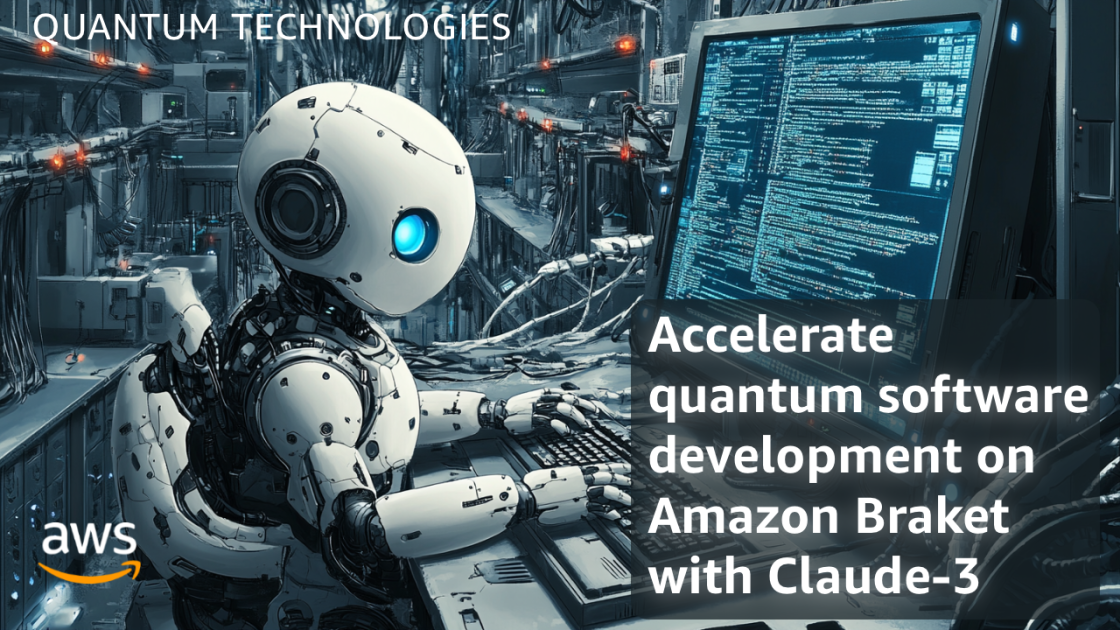 QUANTUM TECHNOLOGIES
Accelerate
quantum software
development on
Amazon Braket
with Claude-3
aws